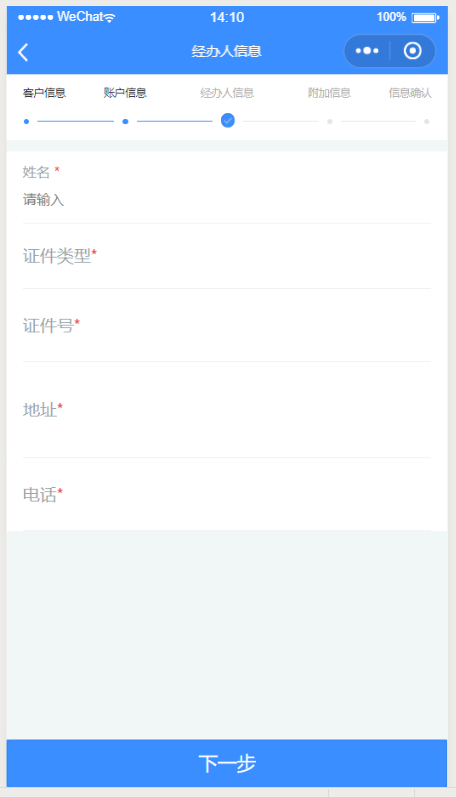 WeChat 14:10 100%
经办人信息
客户信息 账户信息 经办人信息 附加信息 信息确认
姓名 *
请输入
证件类型*
证件号*
地址*
电话*
下一步